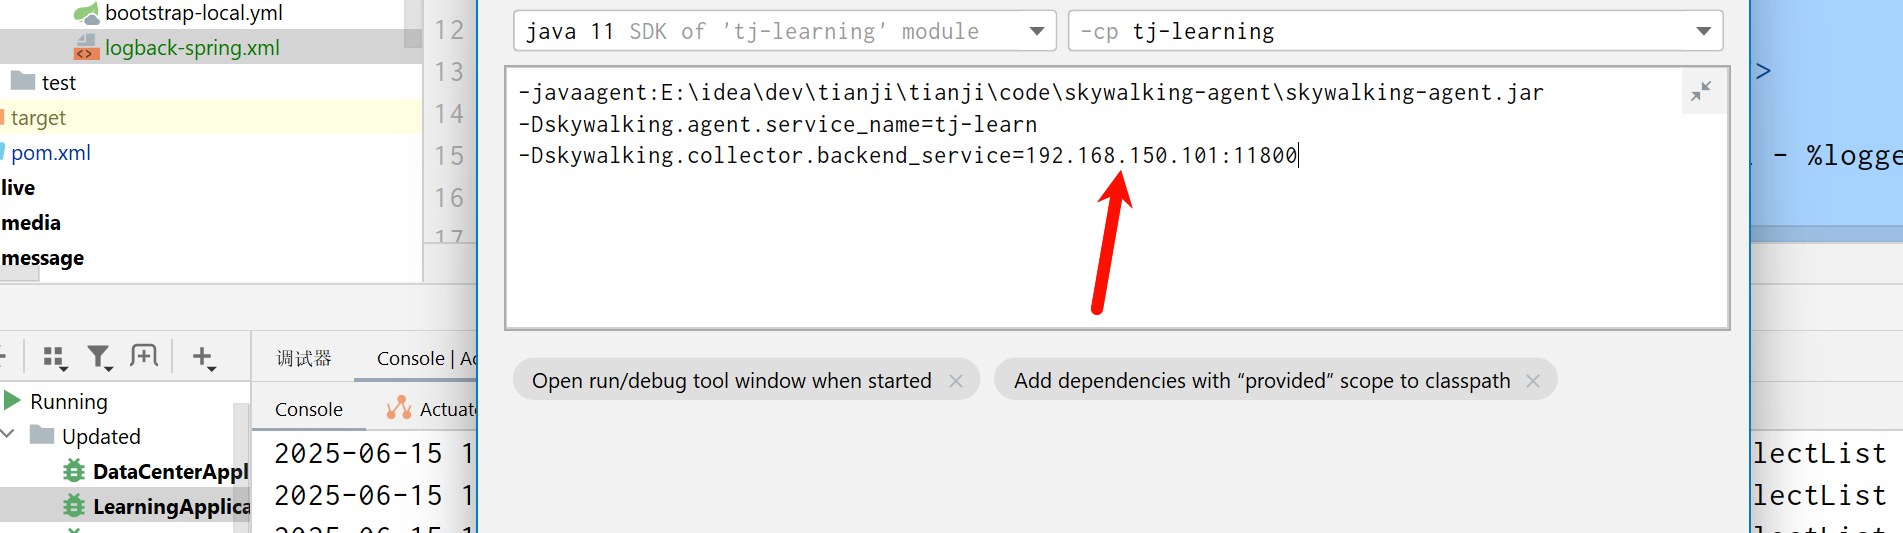 bootstrap-local.yml
logback-spring.xml
test
target
pom.xml
live
media
message
12
13
14
15
16
17
java 11 SDK of 'tj-learning' module
-cp tj-learning
-javaagent:E:\idea\dev\tianji\tianji\code\skywalking-agent\skywalking-agent.jar
-Dskywalking.agent.service_name=tj-learn
-Dskywalking.collector.backend_service=192.168.150.101:11800
>
- %logge
Open run/debug tool window when started
Add dependencies with “provided” scope to classpath
调试器
Console | Ac
Console
Actuate
Running
Updated
DataCenterAppl
LearningApplica
2025-06-15 1
2025-06-15 1
lectList
lectList